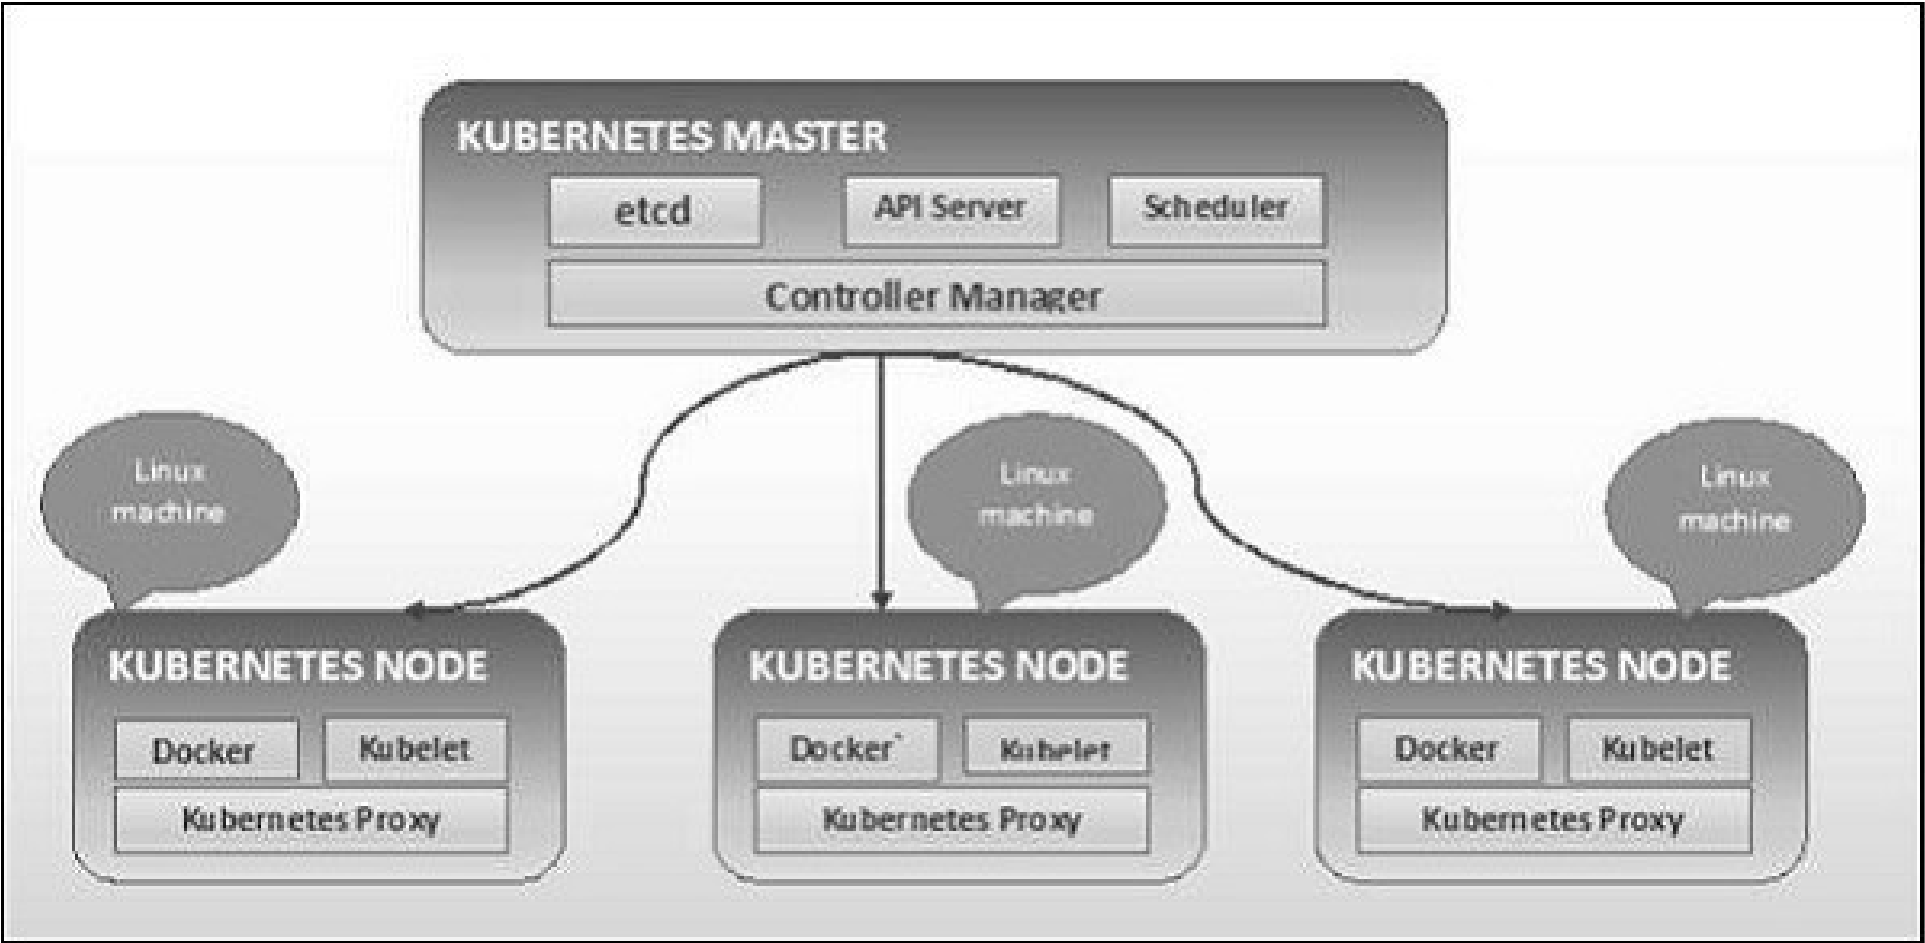 KUBERNETES MASTER
etcd
API Server
Scheduler
Controller Manager
Linux
machine
Linux
machine
Linux
machine
KUBERNETES NODE
Docker
Kubelet
Kubernetes Proxy
KUBERNETES NODE
Docker`
Kubelet
Kubernetes Proxy
KUBERNETES NODE
Docker
Kubelet
Kubernetes Proxy